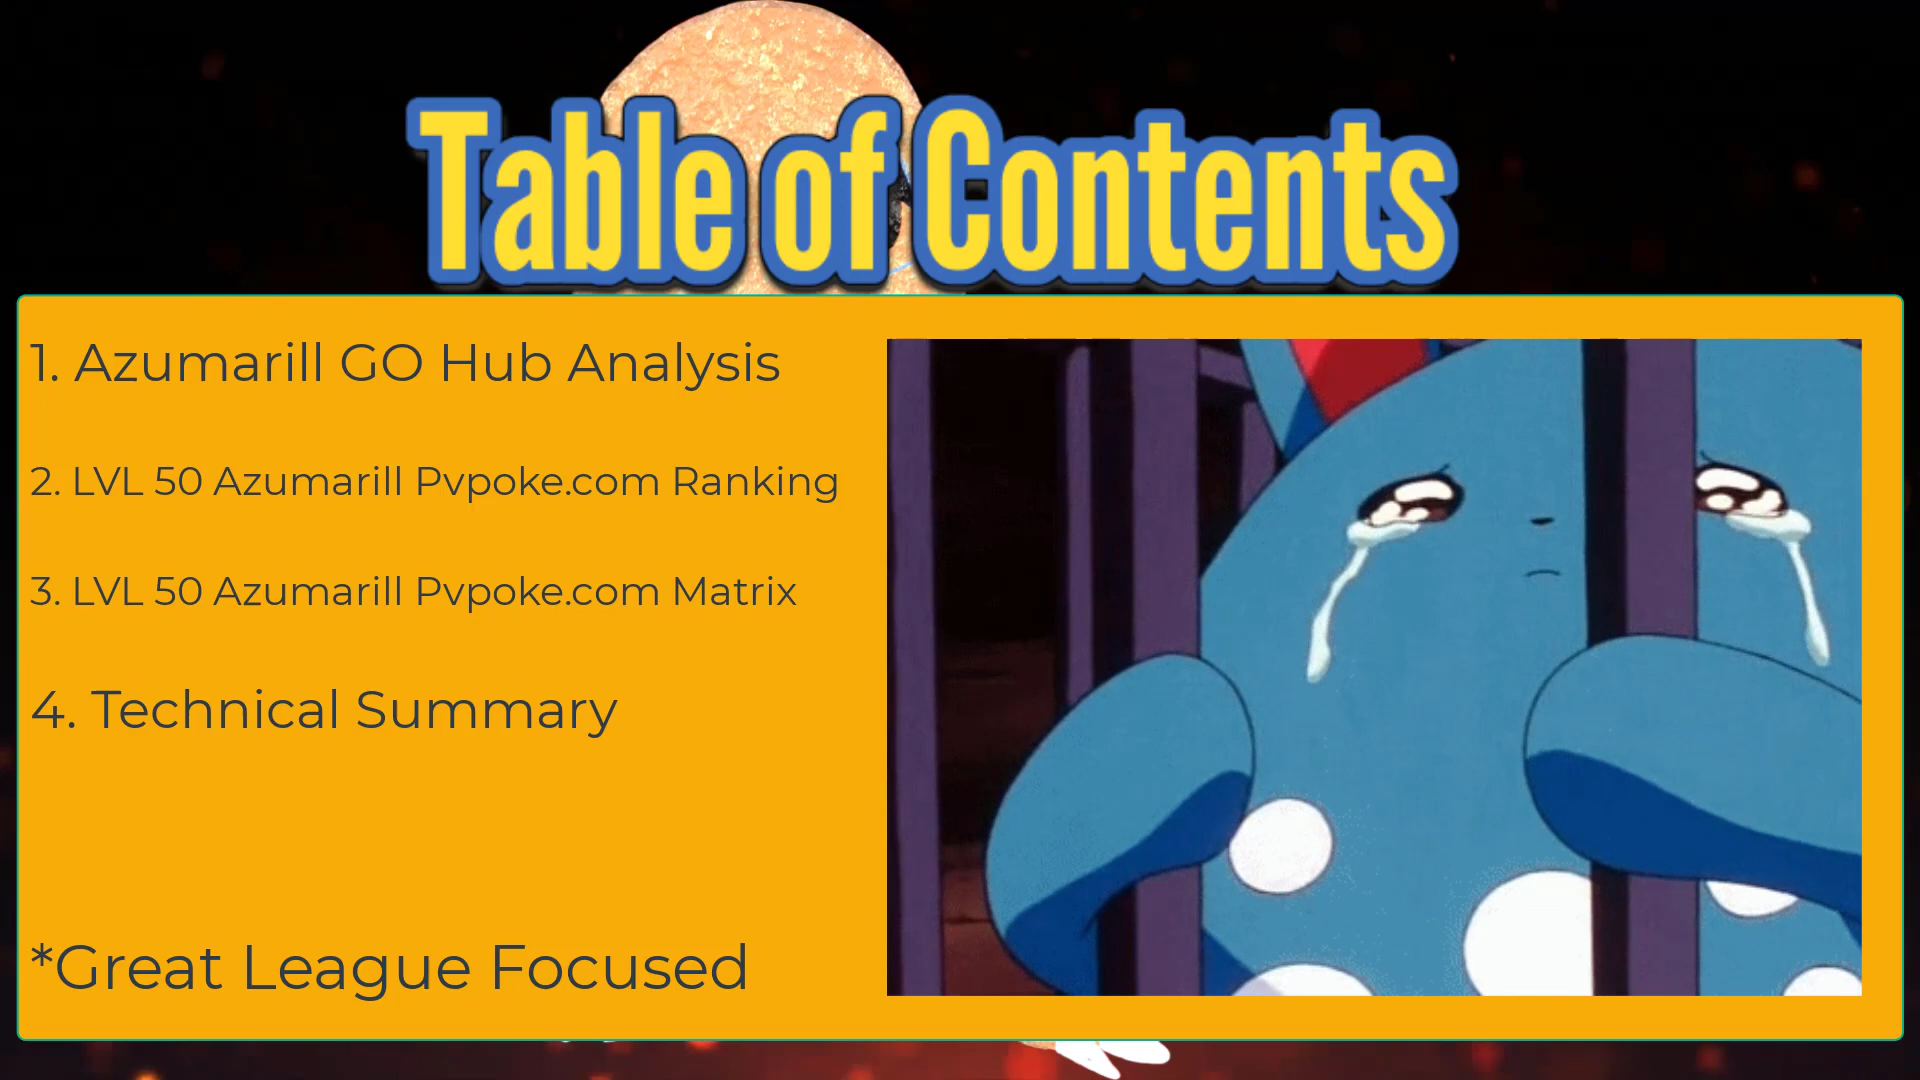 Table of Contents
1. Azumarill GO Hub Analysis
2. LVL 50 Azumarill Pvpoke.com Ranking
3. LVL 50 Azumarill Pvpoke.com Matrix
4. Technical Summary
*Great League Focused